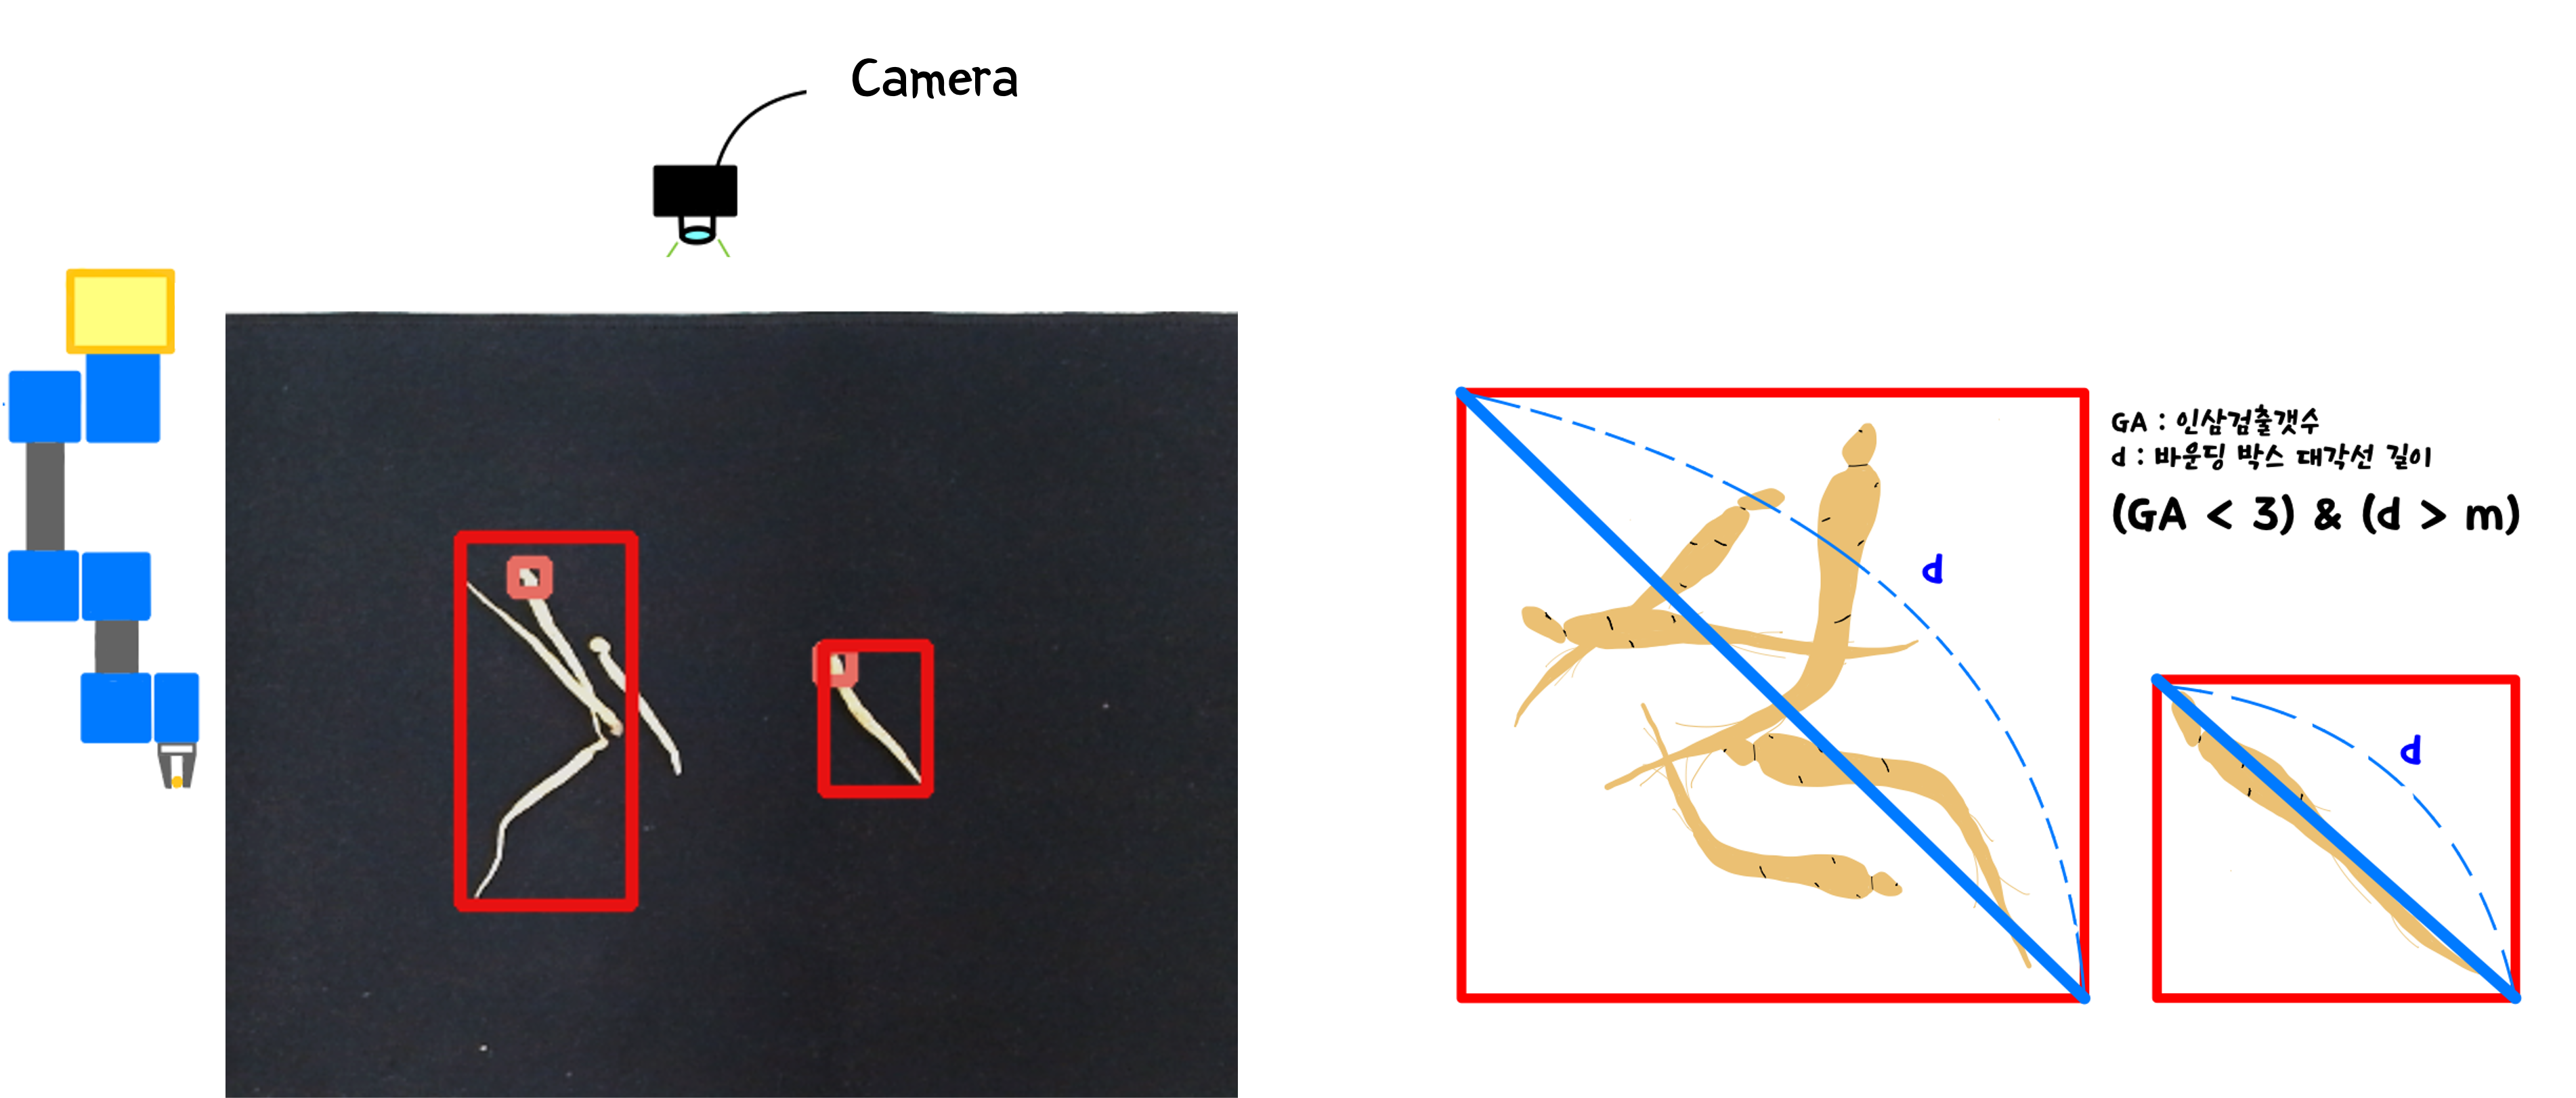 Camera
GA : 인삼검출갯수
d : 바운딩 박스 대각선 길이
(GA < 3) & (d > m)
d
d